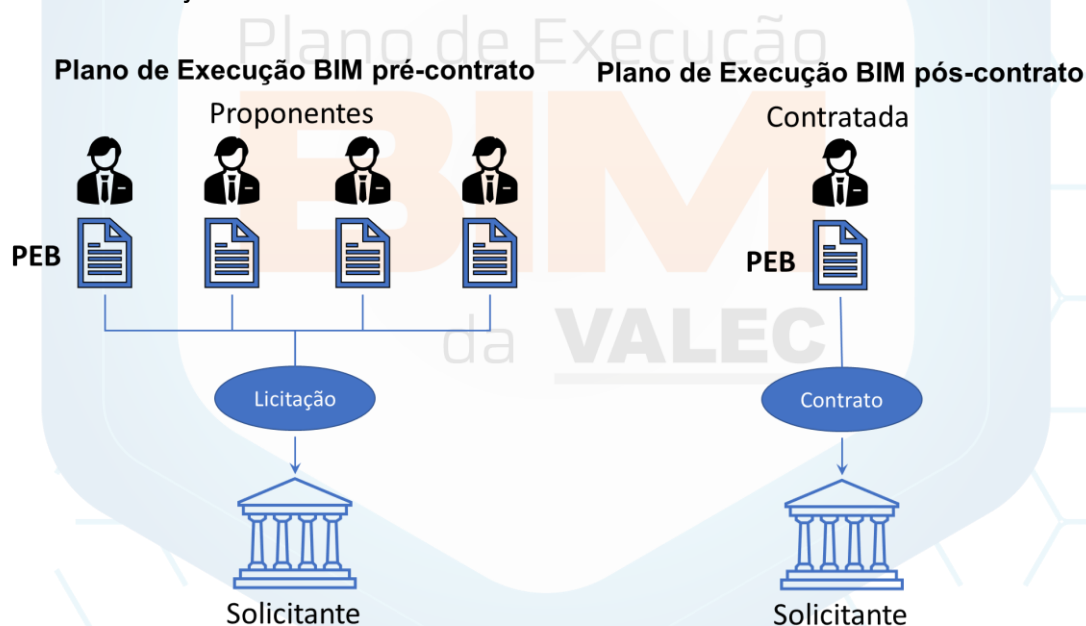 Plano de Execução
BIM
da VALEC
Plano de Execução BIM pré-contrato
Proponentes
PEB
Licitação
Solicitante
Plano de Execução BIM pós-contrato
Contratada
PEB
Contrato
Solicitante